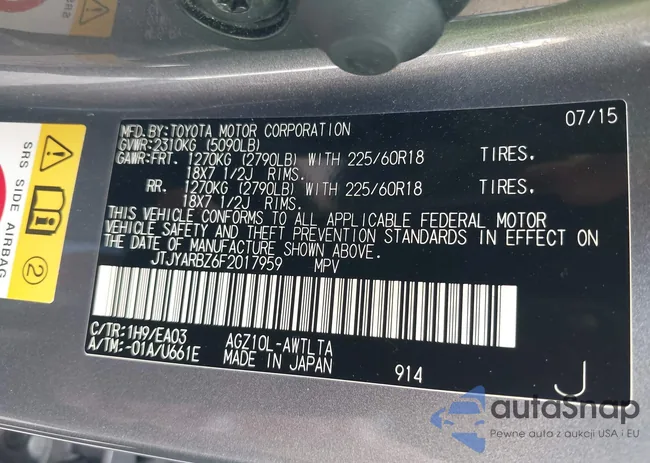 MFD.BY:TOYOTA MOTOR CORPORATION 07/15
GVWR:2310KG (5090LB)
GAWR:FRT. 1270KG (2790LB) WITH 225/60R18 TIRES.
18X7 1/2J RIMS.
RR. 1270KG (2790LB) WITH 225/60R18 TIRES.
18X7 1/2J RIMS.
THIS VEHICLE CONFORMS TO ALL APPLICABLE FEDERAL MOTOR
VEHICLE SAFETY AND THEFT PREVENTION STANDARDS IN EFFECT ON
THE DATE OF MANUFACTURE SHOWN ABOVE.
JTJYARBZ6F2017959 MPV
C/TR:1H9/EA03 AGZ10L-AWTLTA
A/TM:-01A/U661E MADE IN JAPAN 914 J
SRS SIDE AIRBAG
2
SRS
autoSnap
Pewne auto z aukcji USA i EU